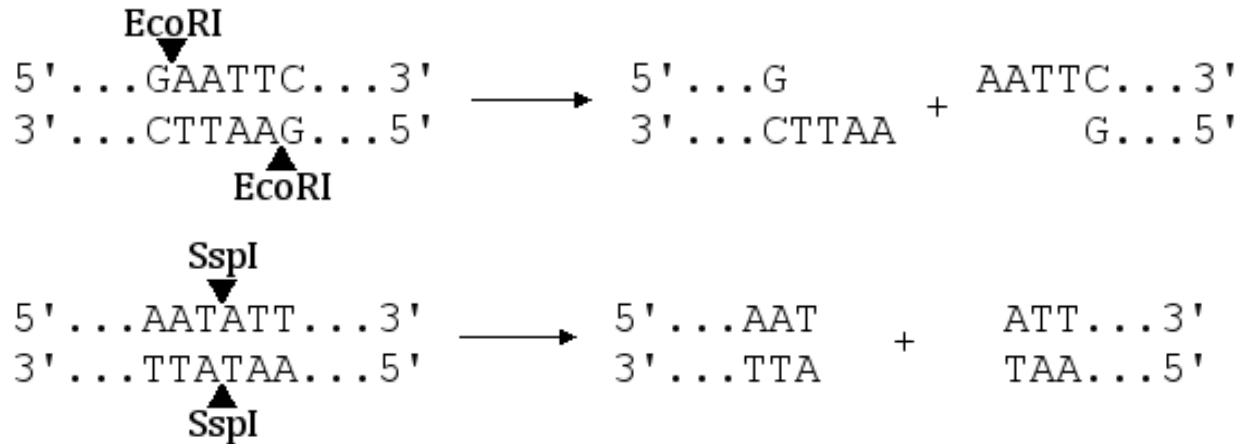 EcoRI
5'...GAATTC...3' 5'...G + AATTC...3'
3'...CTTAAG...5' 3'...CTTAA G...5'
EcoRI
SspI
5'...AATATT...3' 5'...AAT + ATT...3'
3'...TTATAA...5' 3'...TTA TAA...5'
SspI